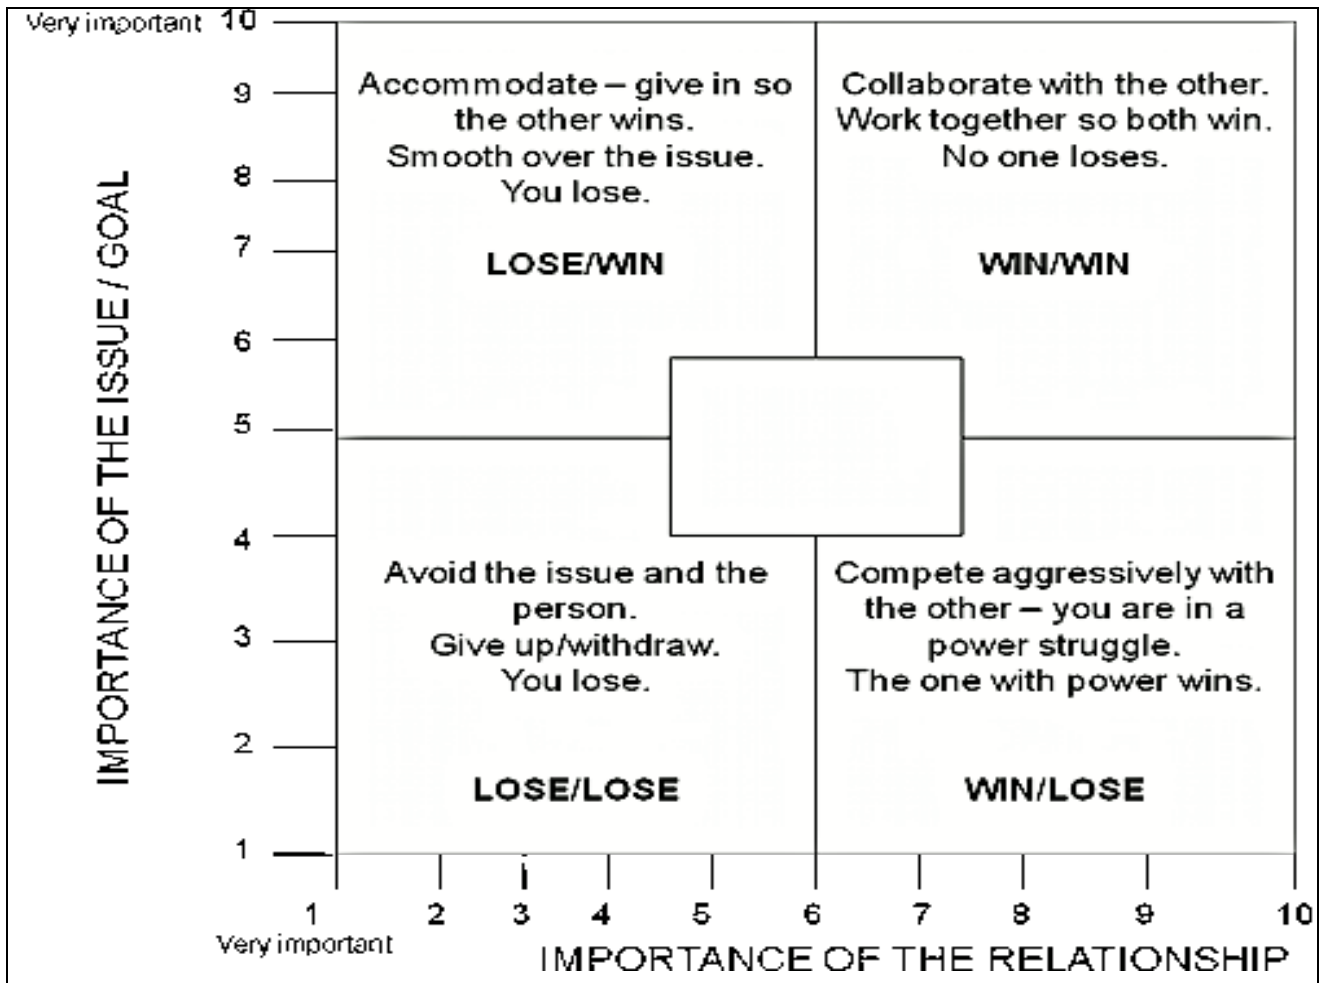 Very important 10
9
8
7
6
5
4
3
2
1
IMPORTANCE OF THE ISSUE / GOAL
Accommodate – give in so
the other wins.
Smooth over the issue.
You lose.
LOSE/WIN
Collaborate with the other.
Work together so both win.
No one loses.
WIN/WIN
Avoid the issue and the
person.
Give up/withdraw.
You lose.
LOSE/LOSE
Compete aggressively with
the other – you are in a
power struggle.
The one with power wins.
WIN/LOSE
1 2 3 4 5 6 7 8 9 10
Very important
IMPORTANCE OF THE RELATIONSHIP